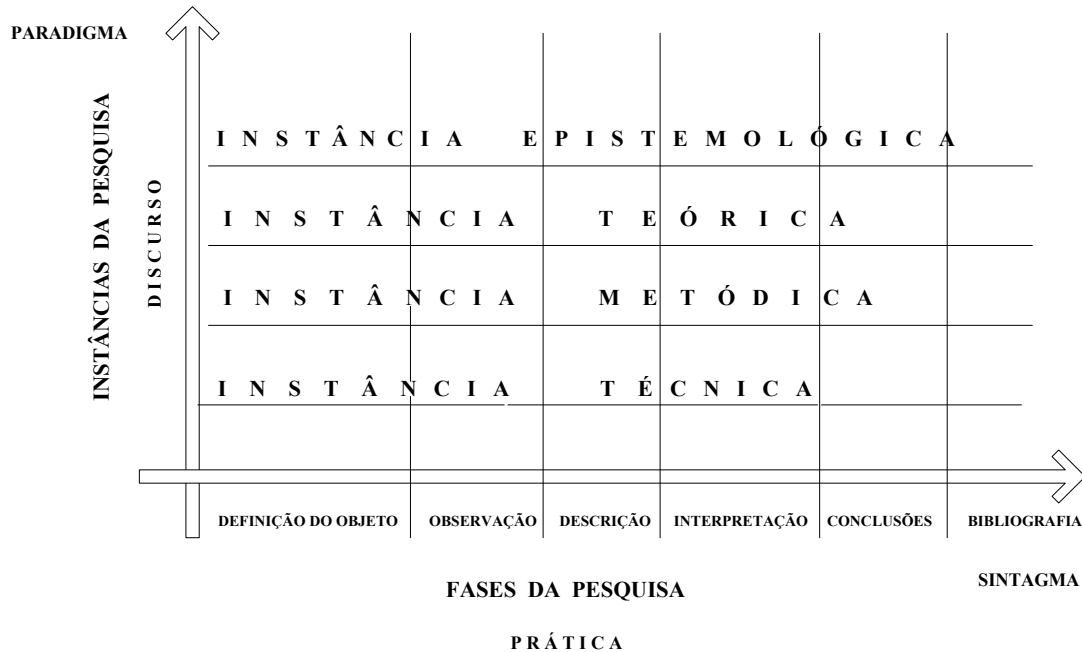 PARADIGMA
INSTÂNCIAS DA PESQUISA
DISCURSO
INSTÂNCIA EPISTEMOLÓGICA
INSTÂNCIA TEÓRICA
INSTÂNCIA METÓDICA
INSTÂNCIA TÉCNICA
DEFINIÇÃO DO OBJETO OBSERVAÇÃO DESCRIÇÃO INTERPRETAÇÃO CONCLUSÕES BIBLIOGRAFIA
SINTAGMA
FASES DA PESQUISA
PRÁTICA